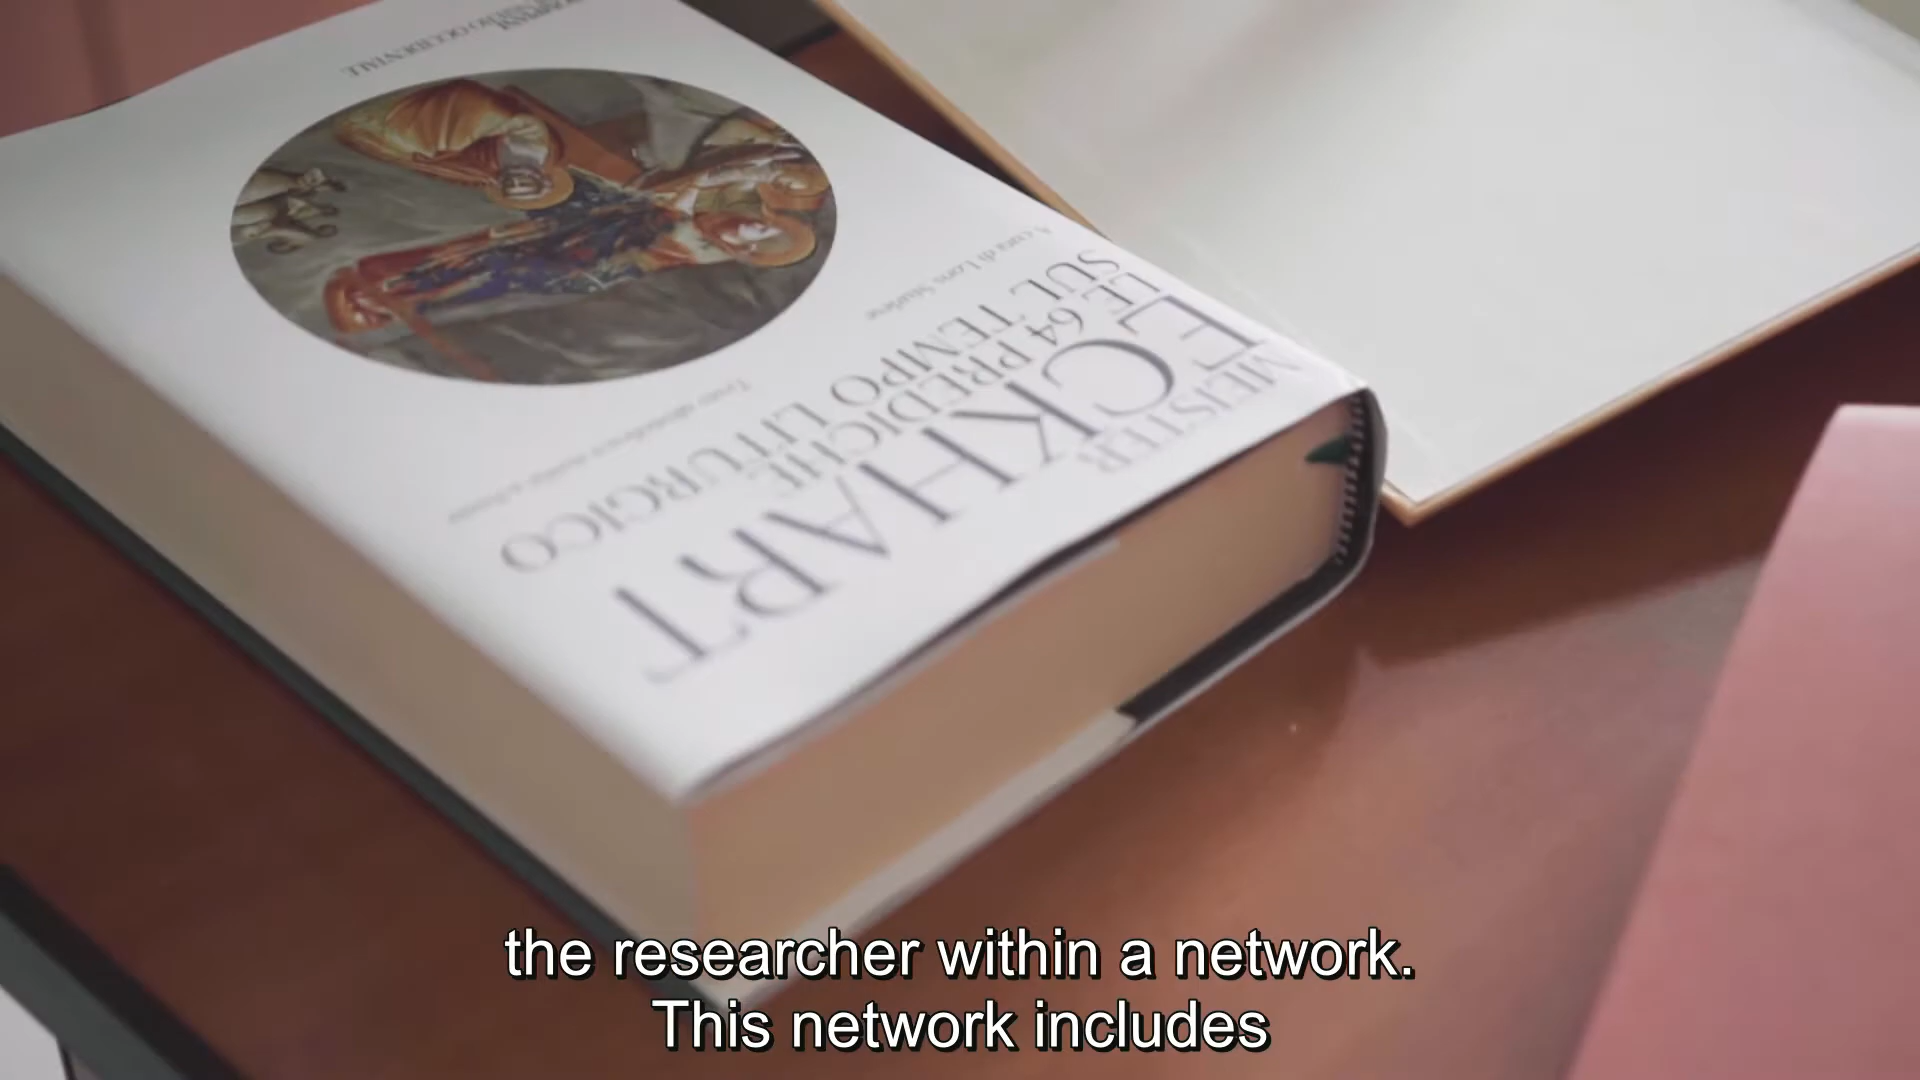 MEISTER
ECKHART
LE 64 PREDICHE
SUL TEMPO LITURGICO
A cura di Loris Sturlese
OCCIDENTALE
the researcher within a network.
This network includes